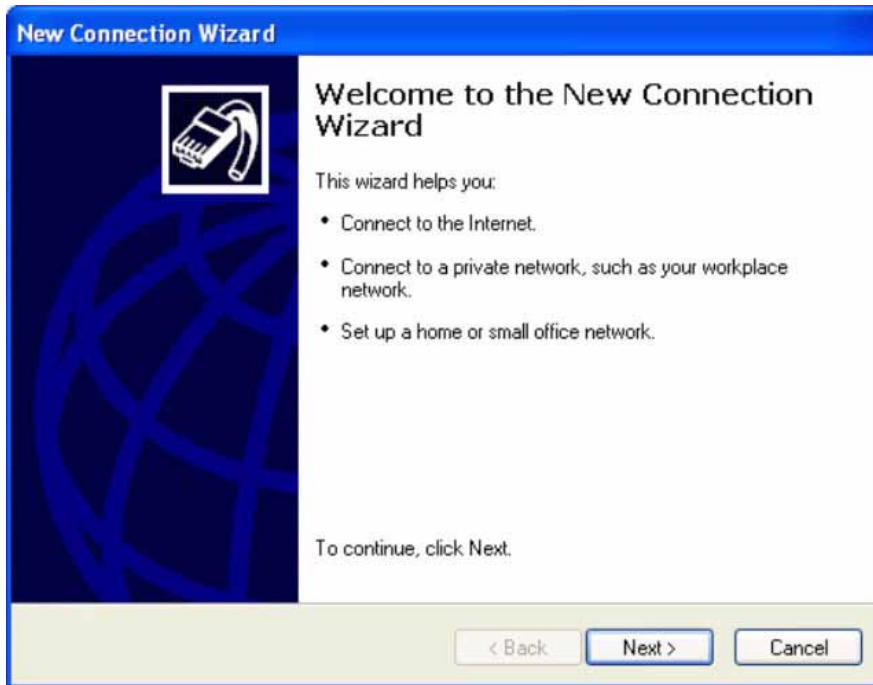 New Connection Wizard
Welcome to the New Connection
Wizard
This wizard helps you:
• Connect to the Internet.
• Connect to a private network, such as your workplace
network.
• Set up a home or small office network.
To continue, click Next.
< Back
Next >
Cancel